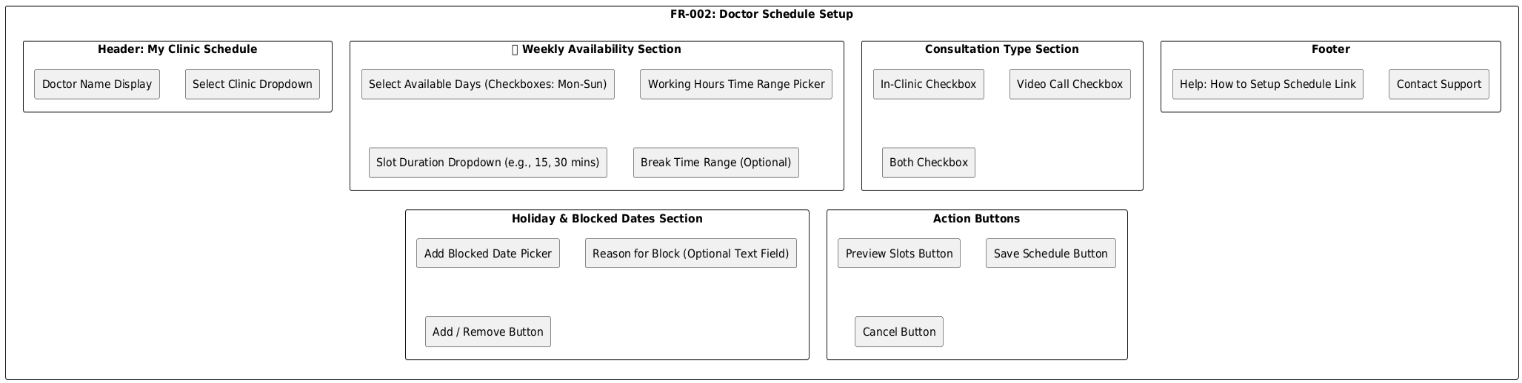 FR-002: Doctor Schedule Setup
Header: My Clinic Schedule
Doctor Name Display
Select Clinic Dropdown
Weekly Availability Section
Select Available Days (Checkboxes: Mon-Sun)
Working Hours Time Range Picker
Slot Duration Dropdown (e.g., 15, 30 mins)
Break Time Range (Optional)
Consultation Type Section
In-Clinic Checkbox
Video Call Checkbox
Both Checkbox
Footer
Help: How to Setup Schedule Link
Contact Support
Holiday & Blocked Dates Section
Add Blocked Date Picker
Reason for Block (Optional Text Field)
Add / Remove Button
Action Buttons
Preview Slots Button
Save Schedule Button
Cancel Button